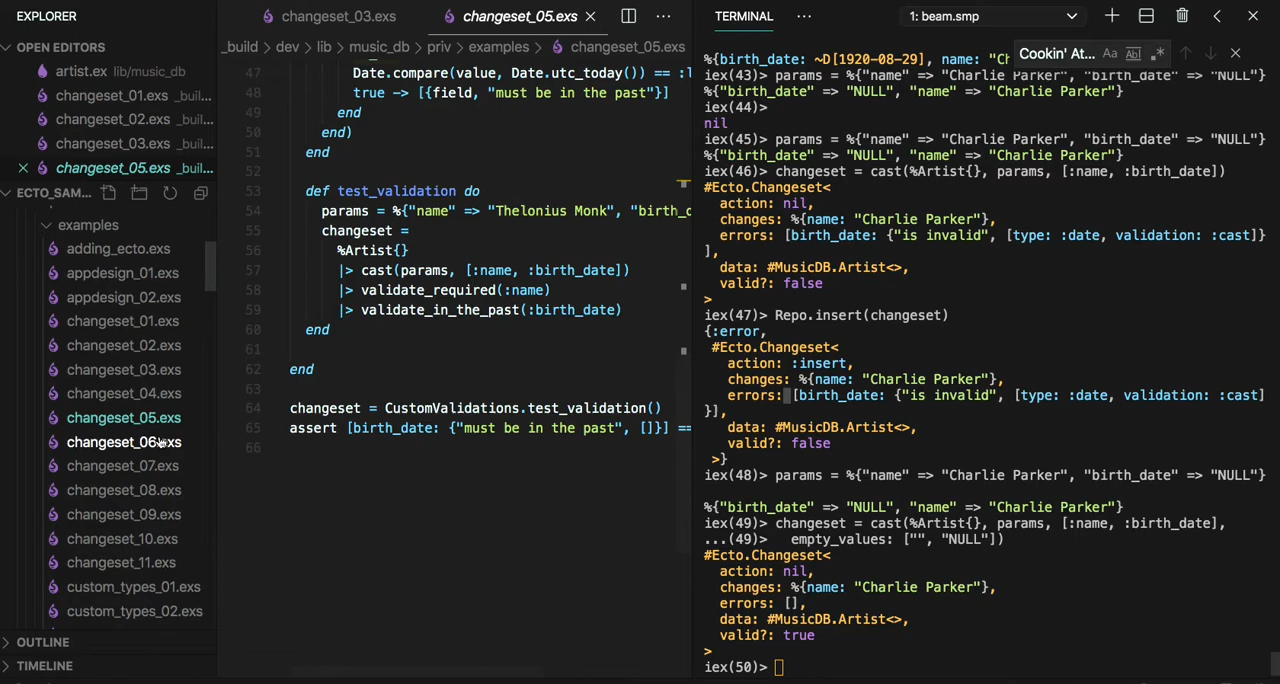 EXPLORER
OPEN EDITORS
artist.ex lib/music_db
changeset_01.exs _buil...
changeset_02.exs _buil...
changeset_03.exs _buil...
changeset_05.exs _buil...
ECTO_SAM...
examples
adding_ecto.exs
appdesign_01.exs
appdesign_02.exs
changeset_01.exs
changeset_02.exs
changeset_03.exs
changeset_04.exs
changeset_05.exs
changeset_06.exs
changeset_07.exs
changeset_08.exs
changeset_09.exs
changeset_10.exs
changeset_11.exs
custom_types_01.exs
custom_types_02.exs
OUTLINE
TIMELINE
changeset_03.exs
changeset_05.exs
_build > dev > lib > music_db > priv > examples > changeset_05.exs
47 Date.compare(value, Date.utc_today()) == :l
48 true -> [{field, "must be in the past"}]
49 end
50 end)
51 end
52
53 def test_validation do
54 params = %{"name" => "Thelonius Monk", "birth_d
55 changeset =
56 %Artist{}
57 |> cast(params, [:name, :birth_date])
58 |> validate_required(:name)
59 |> validate_in_the_past(:birth_date)
60 end
61
62 end
63
64 changeset = CustomValidations.test_validation()
65 assert [birth_date: {"must be in the past", []}] ==
66
TERMINAL
1: beam.smp
Cookin' At...
Aa
Ab|
%{birth_date: ~D[1920-08-29], name: "Ch
iex(43)> params = %{"name" => "Charlie Parker", "birth_date" => "NULL"}
%{"birth_date" => "NULL", "name" => "Charlie Parker"}
iex(44)>
nil
iex(45)> params = %{"name" => "Charlie Parker", "birth_date" => "NULL"}
%{"birth_date" => "NULL", "name" => "Charlie Parker"}
iex(46)> changeset = cast(%Artist{}, params, [:name, :birth_date])
#Ecto.Changeset<
action: nil,
changes: %{name: "Charlie Parker"},
errors: [birth_date: {"is invalid", [type: :date, validation: :cast]}
],
data: #MusicDB.Artist<>,
valid?: false
>
iex(47)> Repo.insert(changeset)
{:error,
#Ecto.Changeset<
action: :insert,
changes: %{name: "Charlie Parker"},
errors: [birth_date: {"is invalid", [type: :date, validation: :cast]
}],
data: #MusicDB.Artist<>,
valid?: false
>}
iex(48)> params = %{"name" => "Charlie Parker", "birth_date" => "NULL"}
%{"birth_date" => "NULL", "name" => "Charlie Parker"}
iex(49)> changeset = cast(%Artist{}, params, [:name, :birth_date],
...(49)> empty_values: ["", "NULL"])
#Ecto.Changeset<
action: nil,
changes: %{name: "Charlie Parker"},
errors: [],
data: #MusicDB.Artist<>,
valid?: true
>
iex(50)>